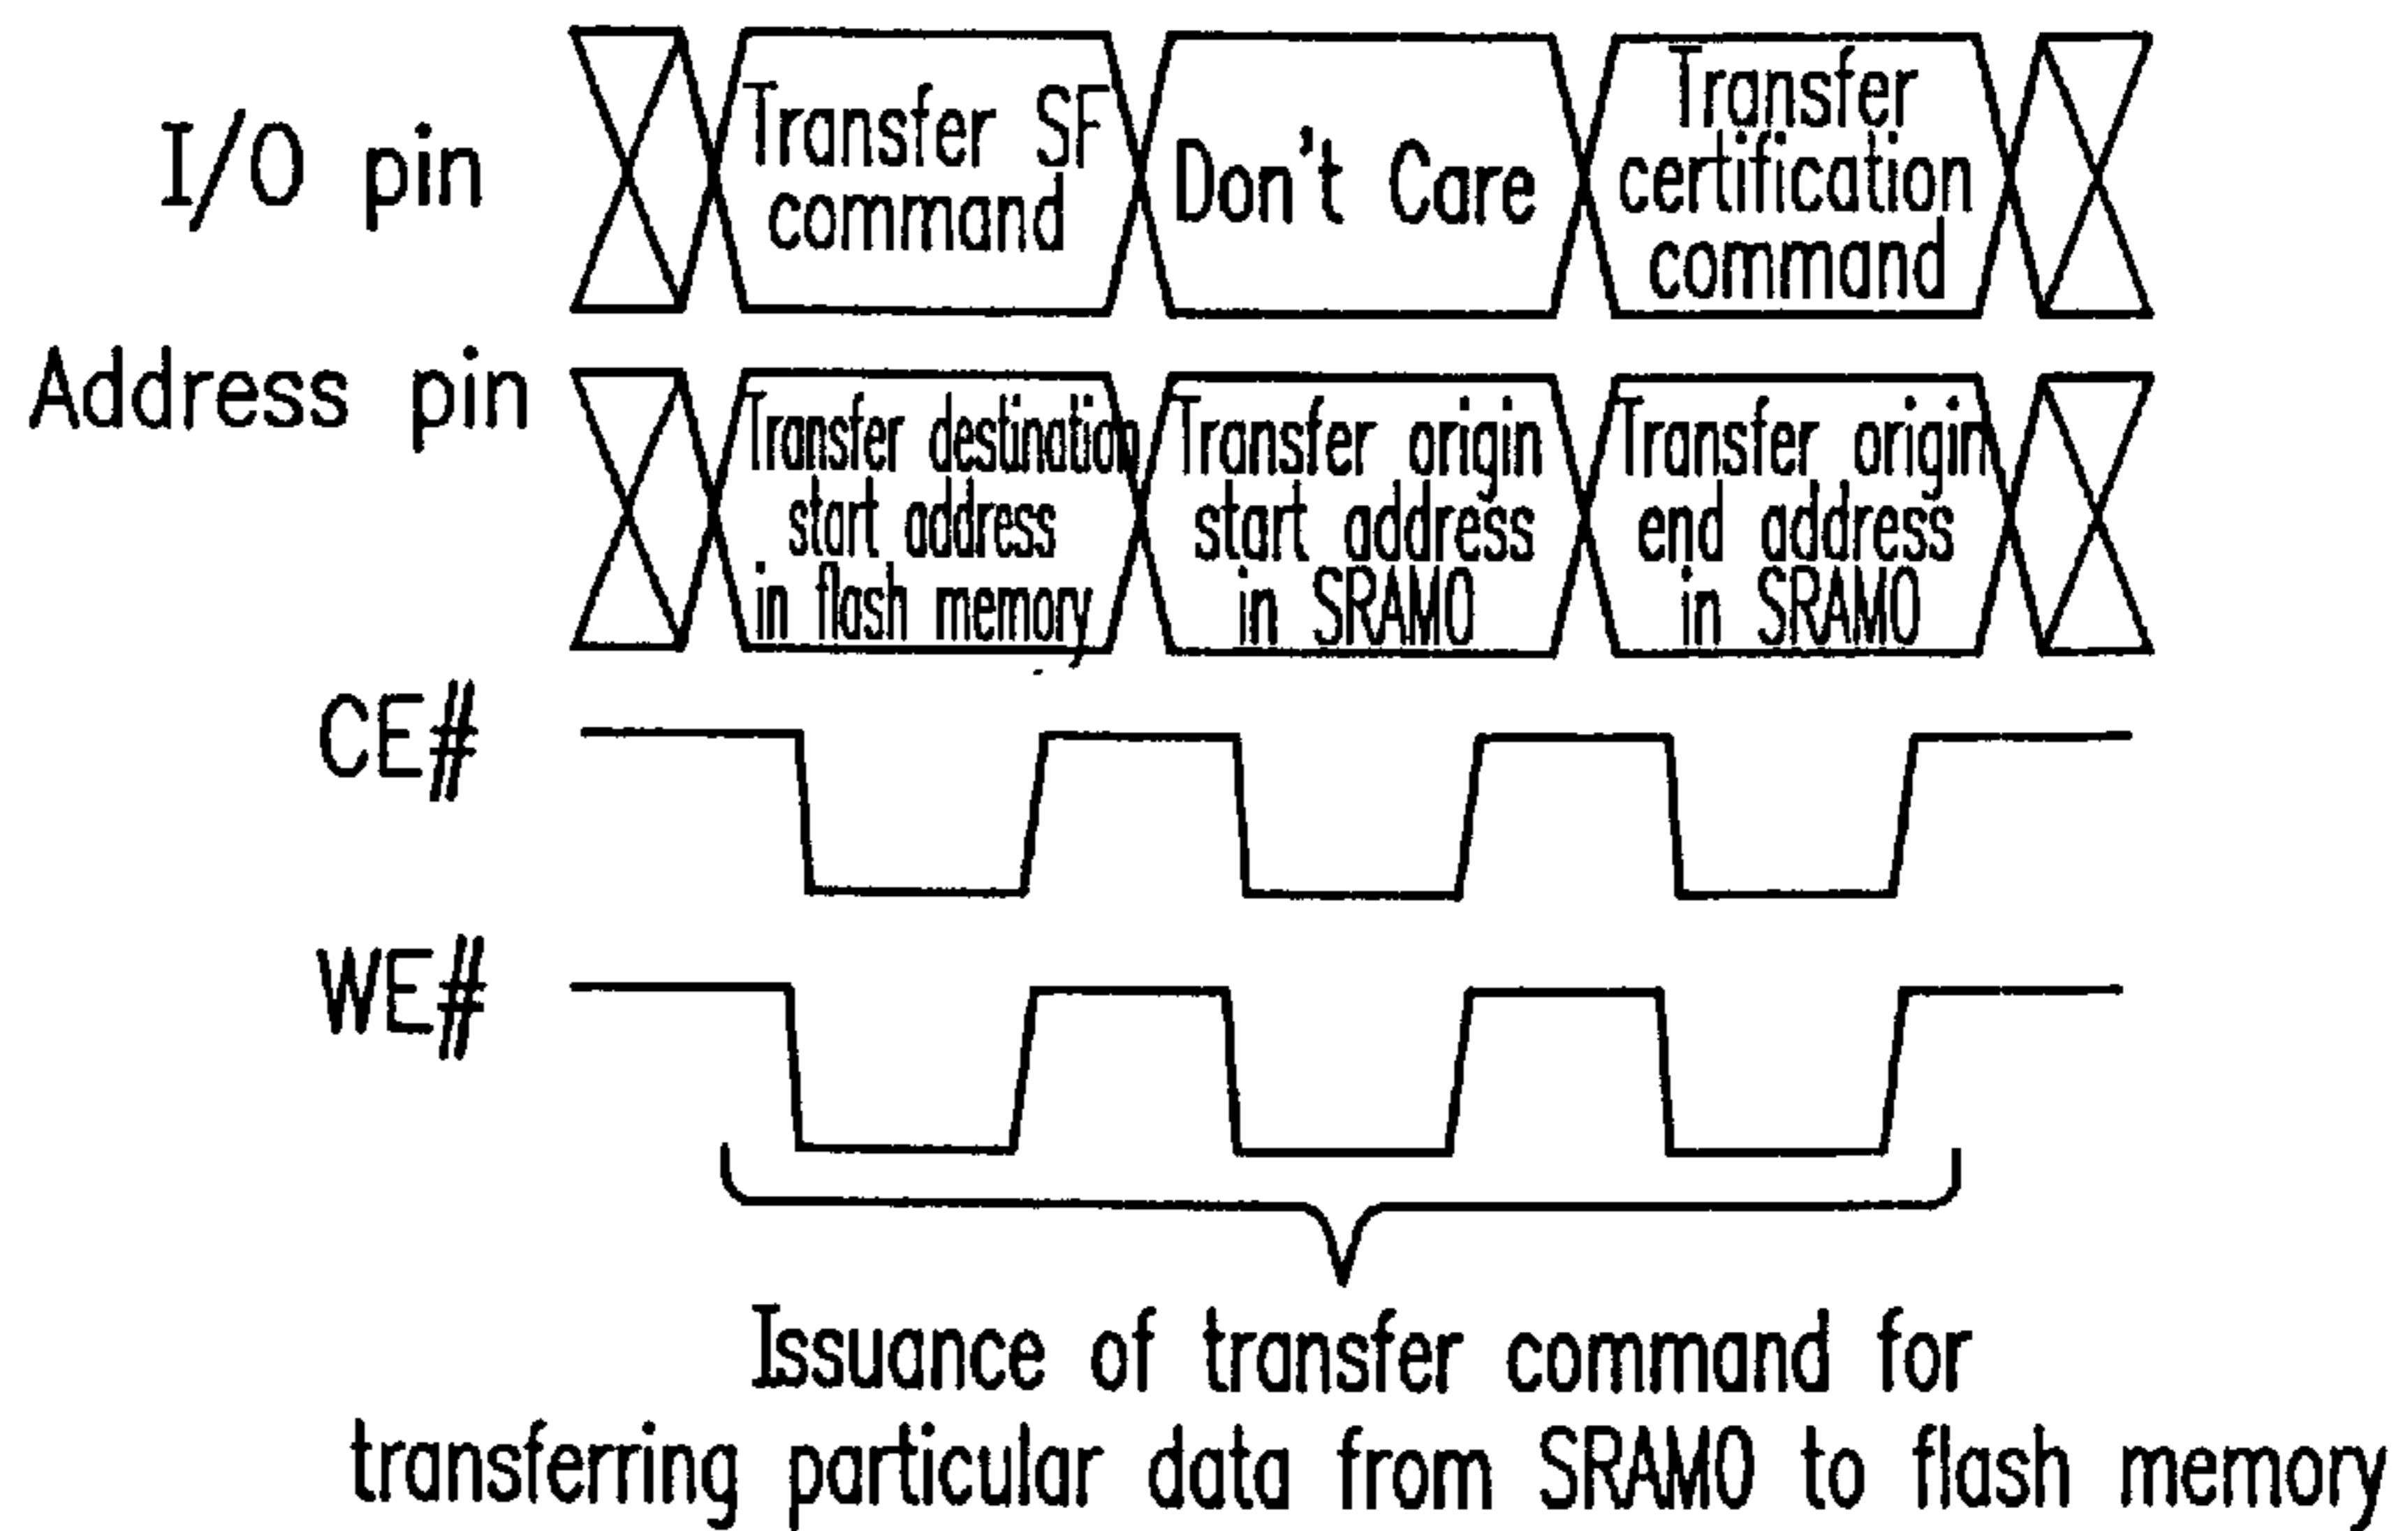 I/O pin
Transfer SF
command
Don't Care
Transfer
certification
command
Address pin
Transfer destination
start address
in flash memory
Transfer origin
start address
in SRAM0
Transfer origin
end address
in SRAM0
CE#
WE#
Issuance of transfer command for
transferring particular data from SRAM0 to flash memory